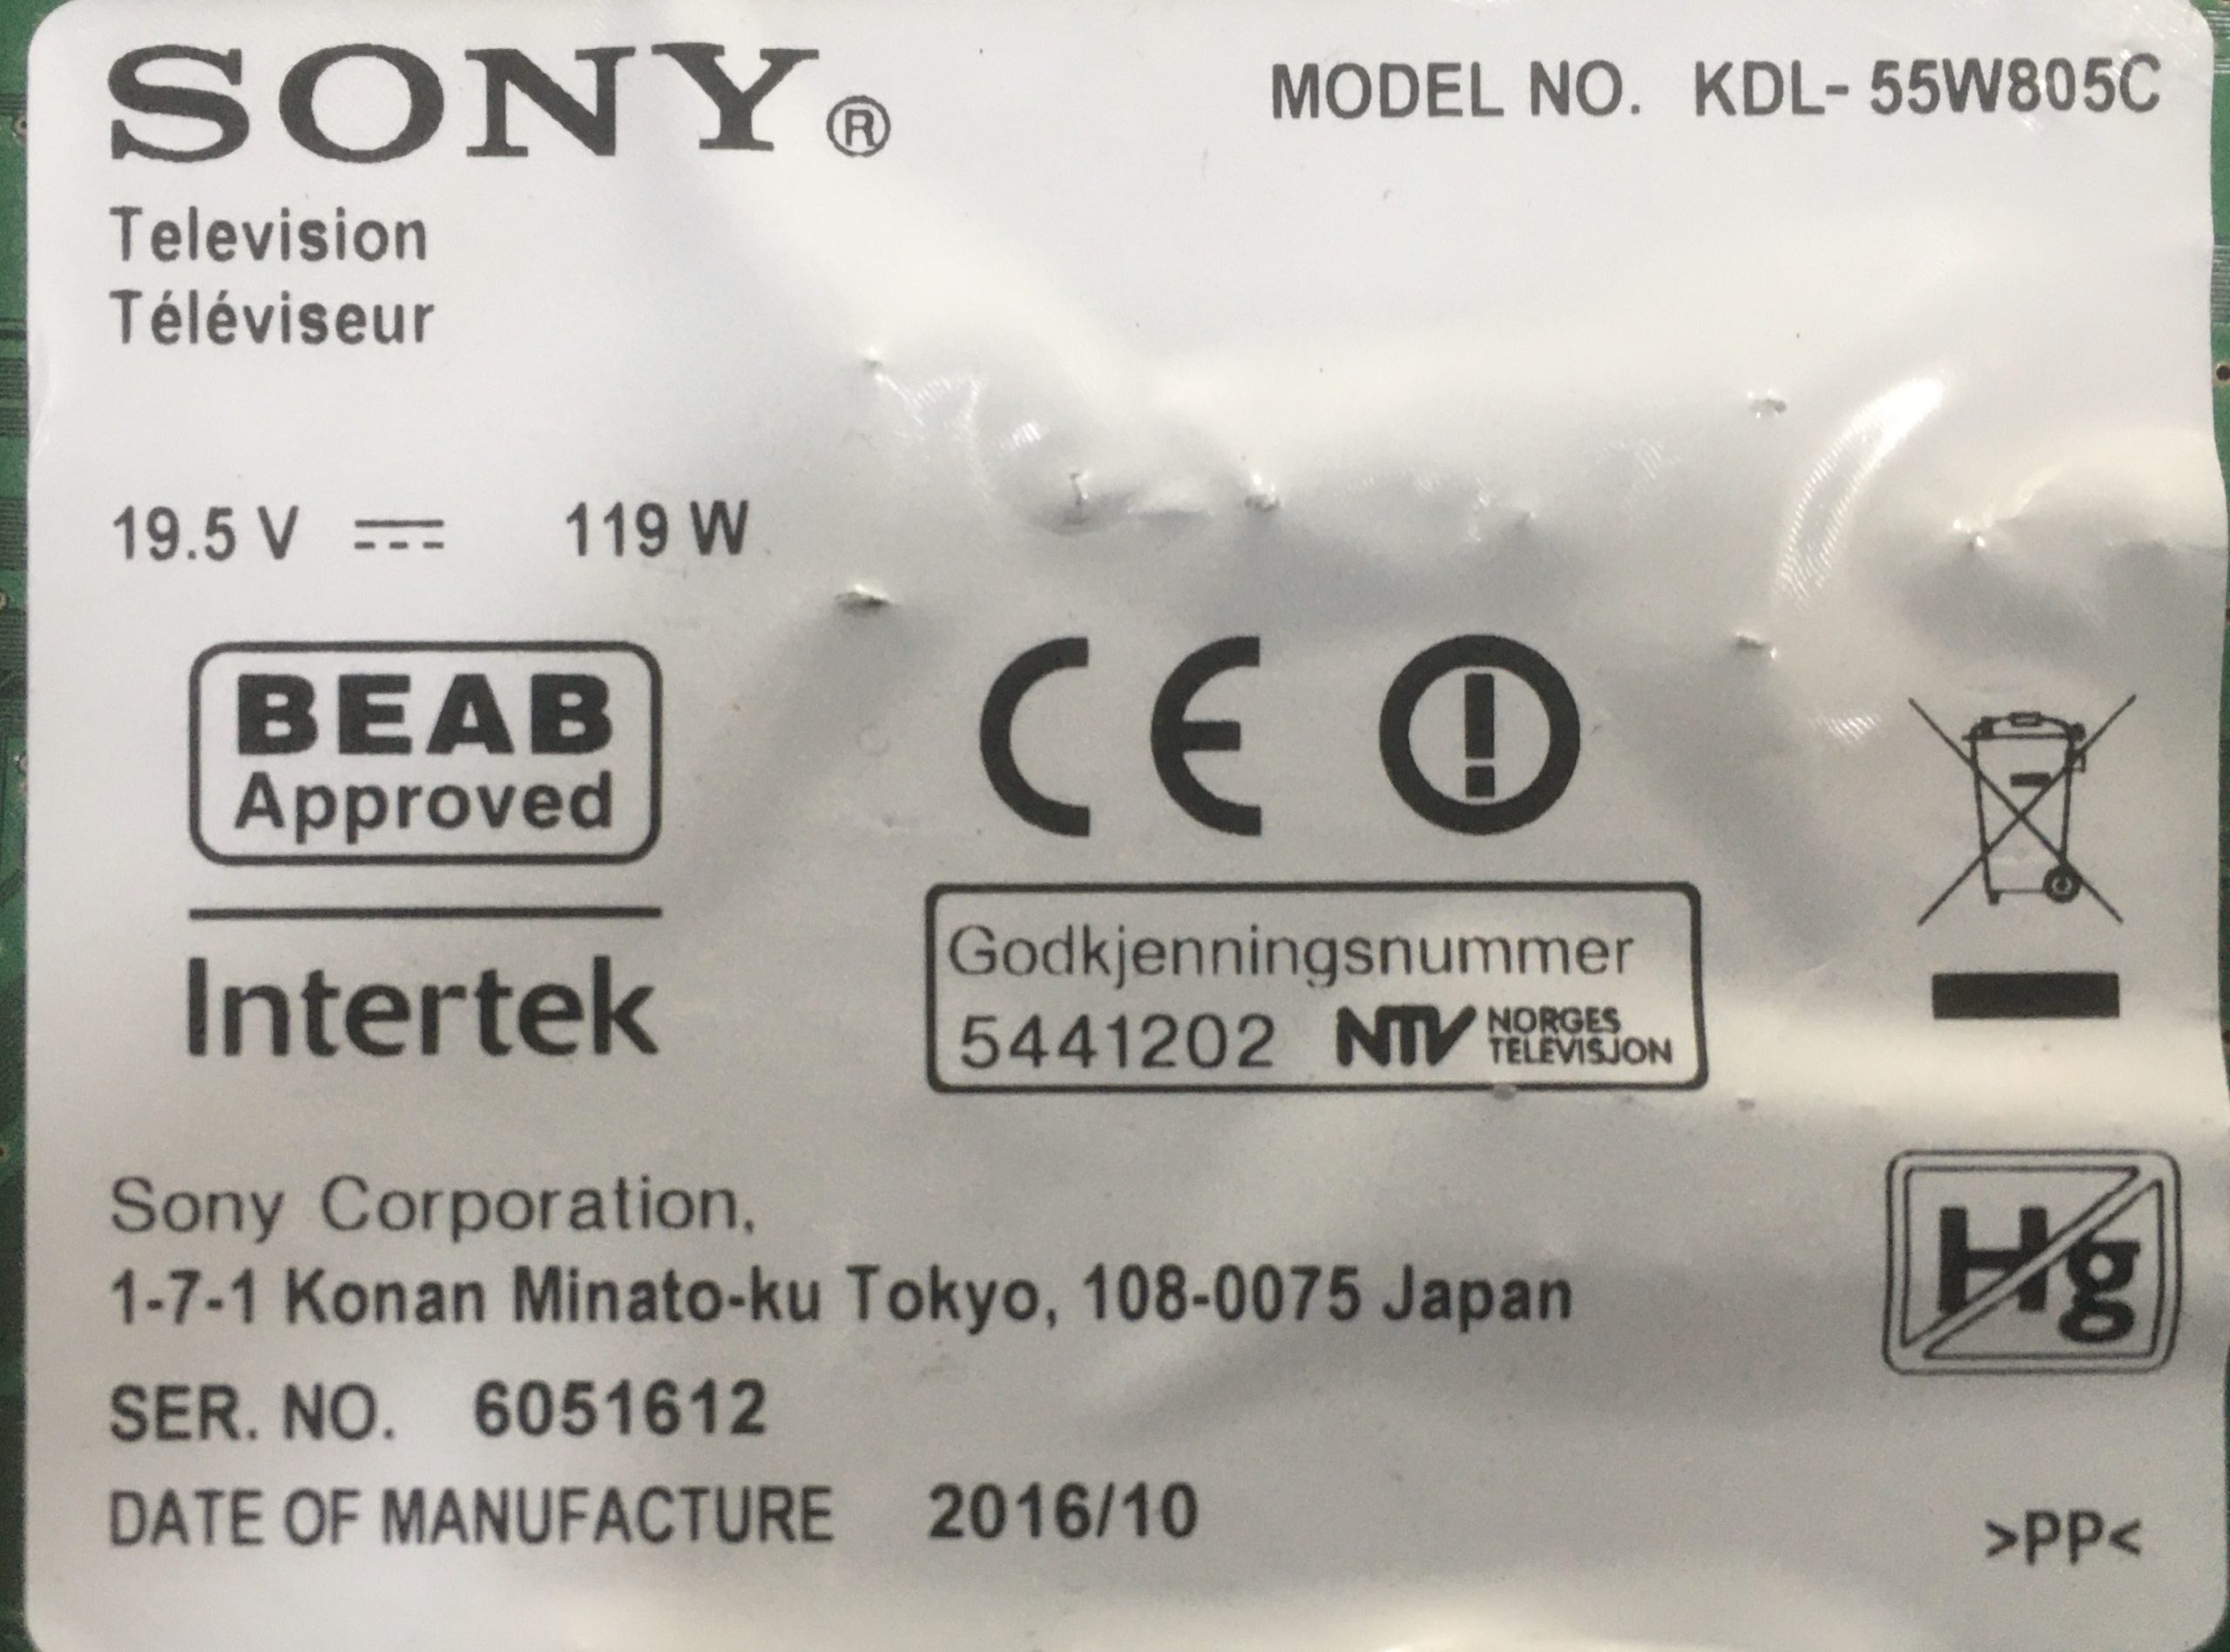 SONY®
MODEL NO. KDL- 55W805C
Television
Téléviseur
19.5 V ⎓ 119 W
BEAB
Approved
CE
Intertek
Godkjenningsnummer
5441202 NTV NORGES
TELEVISJON
Hg
Sony Corporation,
1-7-1 Konan Minato-ku Tokyo, 108-0075 Japan
SER. NO. 6051612
DATE OF MANUFACTURE 2016/10
>PP<